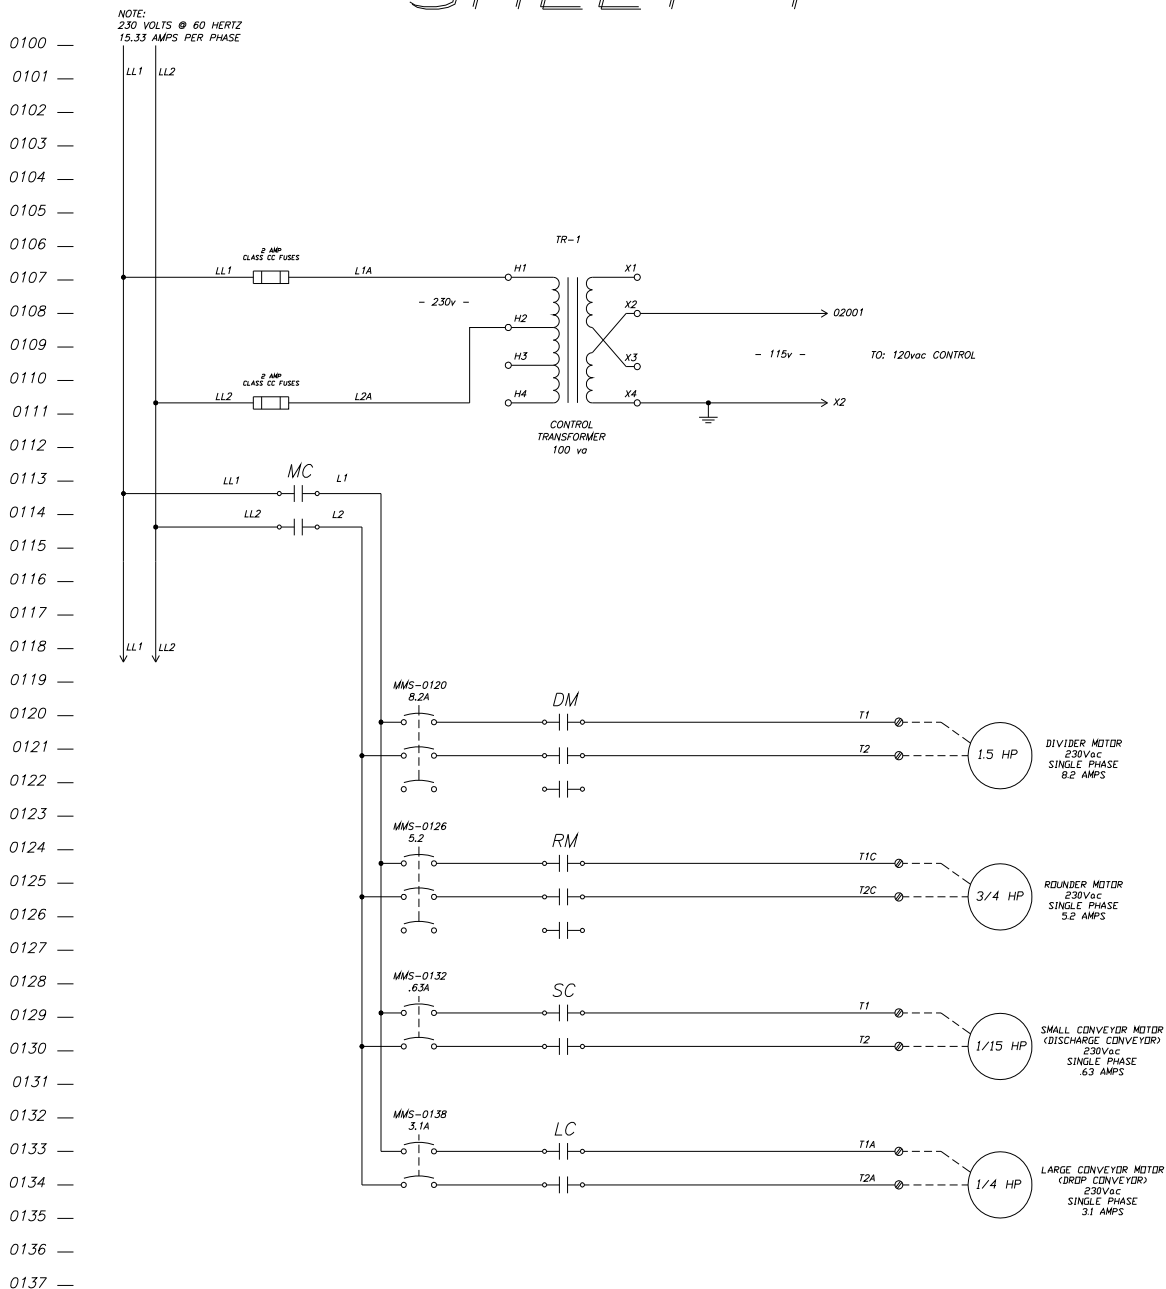 NOTE:
230 VOLTS @ 60 HERTZ
15.33 AMPS PER PHASE
0100
LL1 LL2
0101
0102
0103
0104
0105
0106
TR-1
2 AMP
CLASS CC FUSES
LL1 L1A H1 X1
0107
- 230v -
0108
H2 X2 02001
0109
H3 X3 - 115v - TO: 120vac CONTROL
0110
2 AMP
CLASS CC FUSES
LL2 L2A H4 X4 X2
0111
CONTROL
TRANSFORMER
100 va
0112
0113
MC
LL1 L1
0114
LL2 L2
0115
0116
0117
0118
LL1 LL2
0119
MMS-0120
8.2A
DM
0120
T1
0121
T2
1.5 HP
DIVIDER MOTOR
230Vac
SINGLE PHASE
8.2 AMPS
0122
0123
MMS-0126
5.2
RM
0124
T1C
0125
T2C
3/4 HP
ROUNDER MOTOR
230Vac
SINGLE PHASE
5.2 AMPS
0126
0127
0128
MMS-0132
.63A
SC
0129
T1
0130
T2
1/15 HP
SMALL CONVEYOR MOTOR
(DISCHARGE CONVEYOR)
230Vac
SINGLE PHASE
.63 AMPS
0131
0132
MMS-0138
3.1A
LC
0133
T1A
0134
T2A
1/4 HP
LARGE CONVEYOR MOTOR
(DROP CONVEYOR)
230Vac
SINGLE PHASE
3.1 AMPS
0135
0136
0137